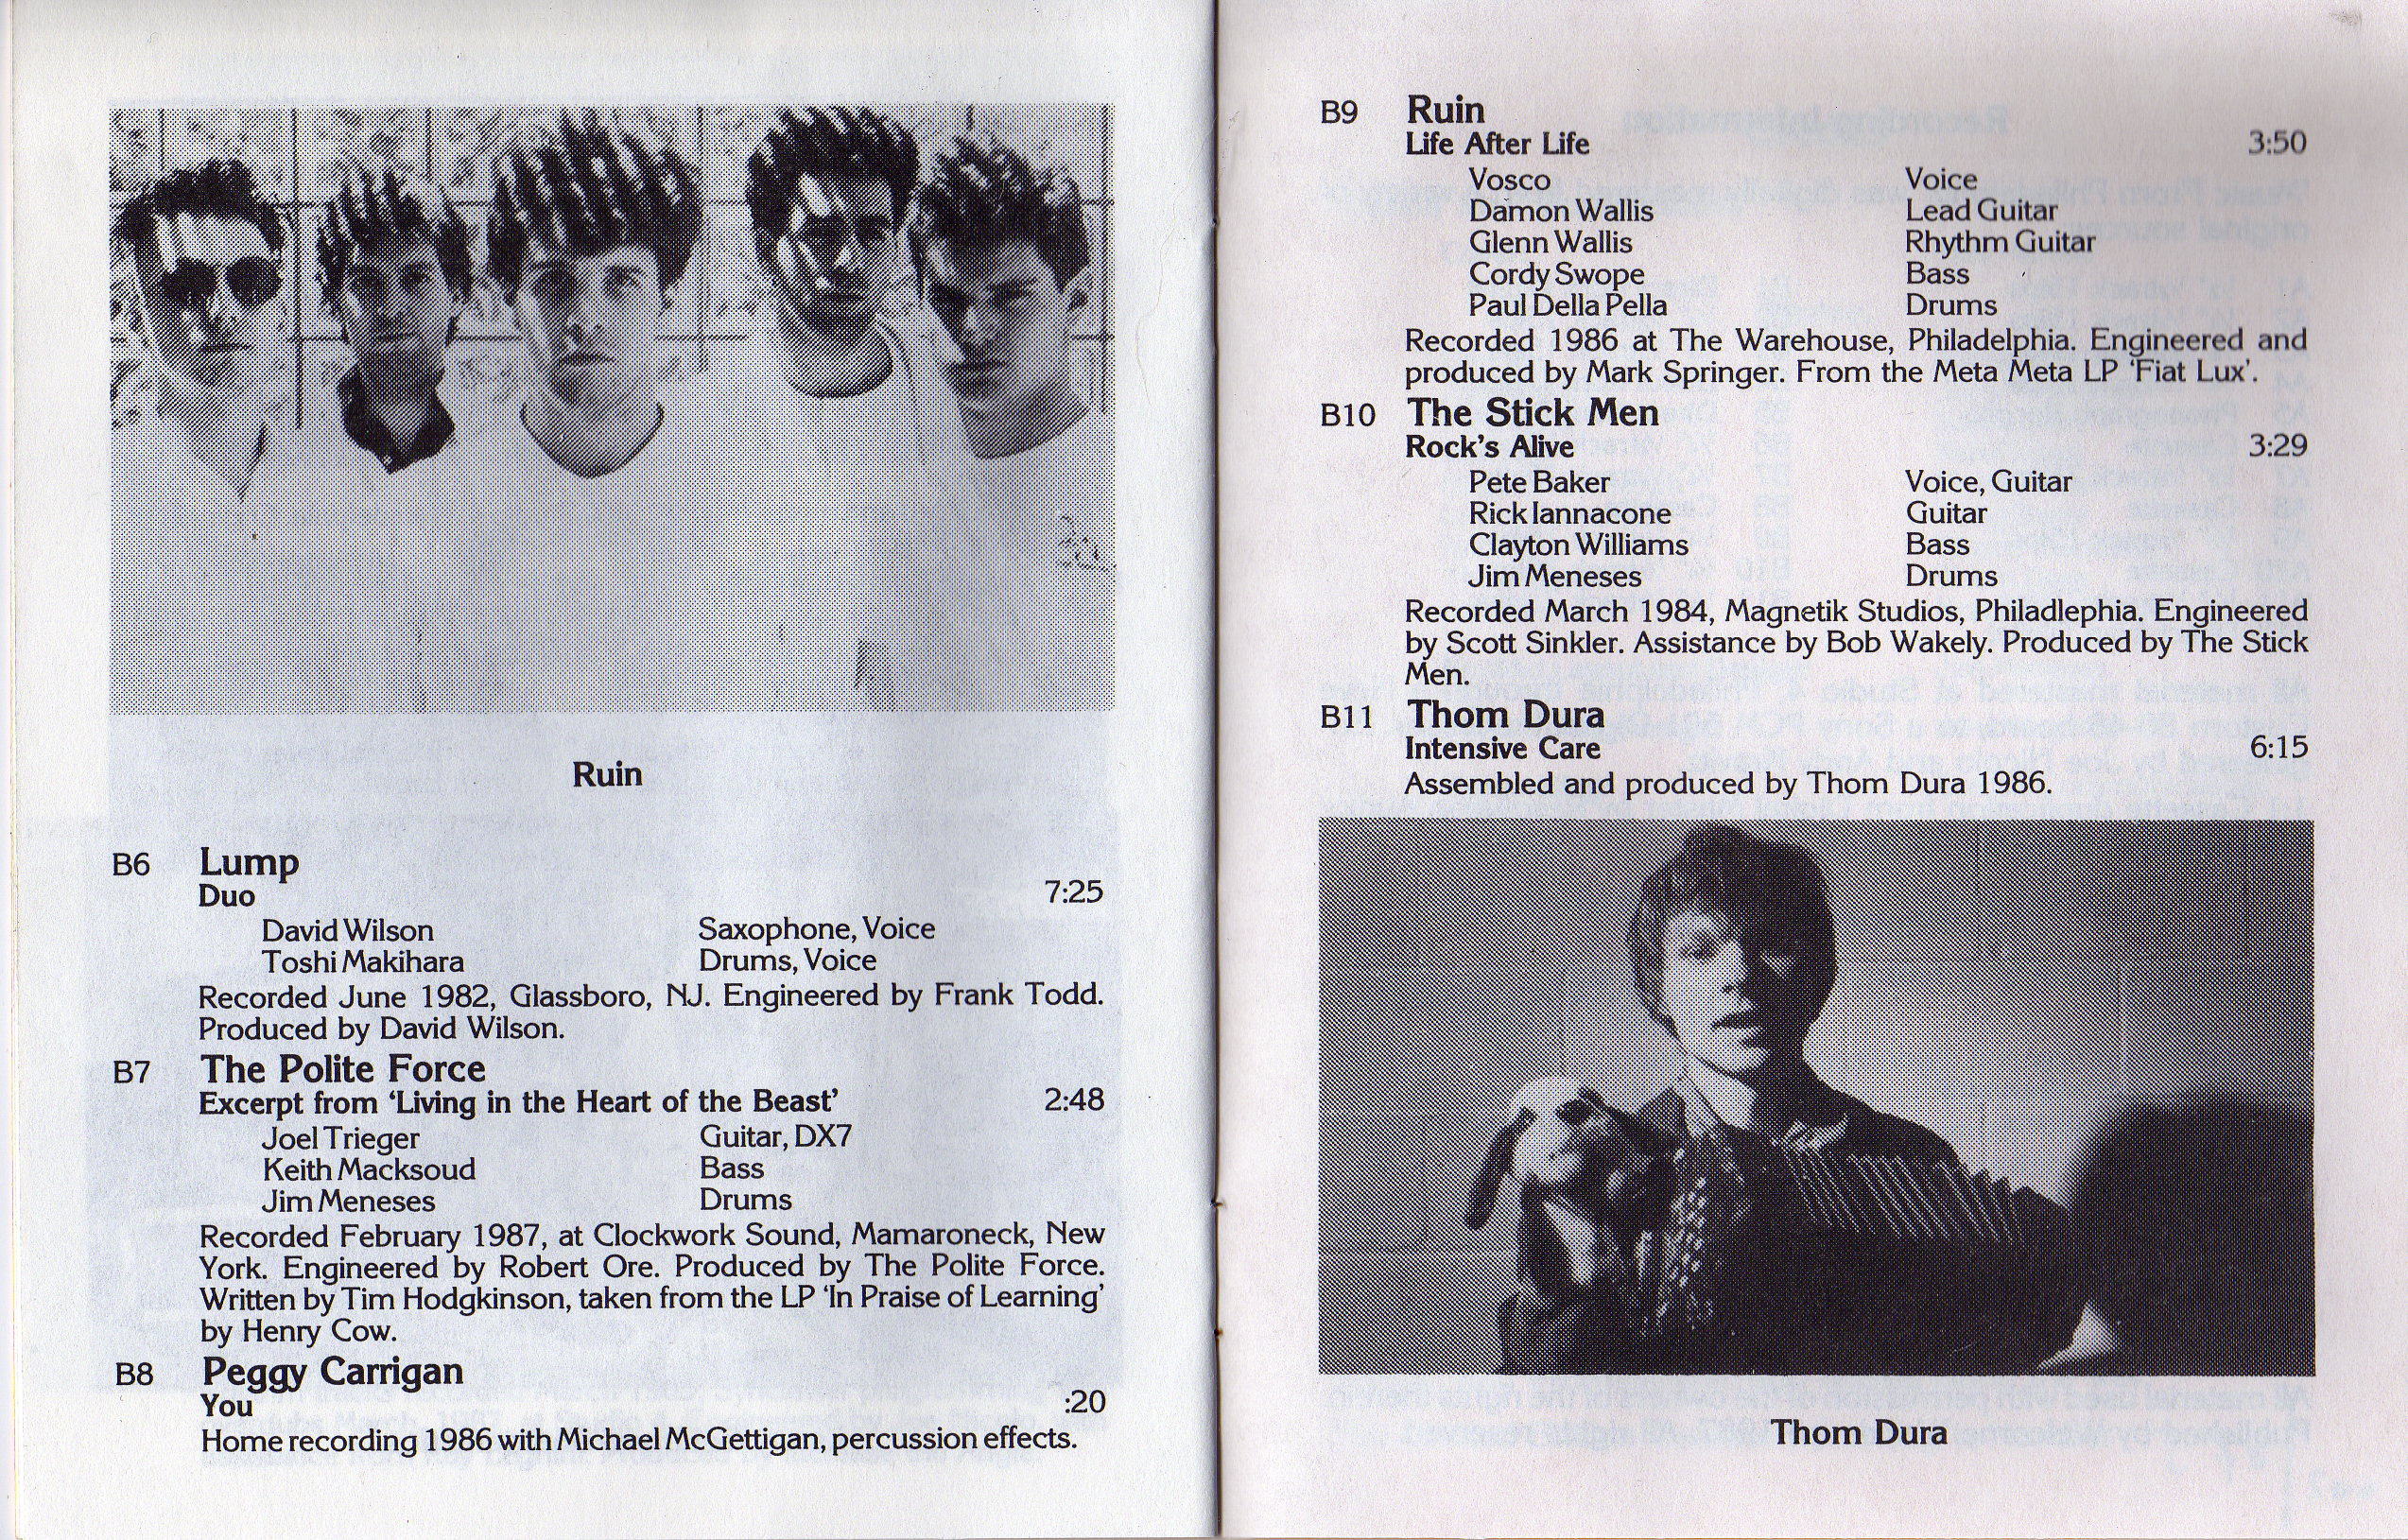 Ruin
B6 Lump
Duo 7:25
David Wilson Saxophone, Voice
Toshi Makihara Drums, Voice
Recorded June 1982, Glassboro, NJ. Engineered by Frank Todd.
Produced by David Wilson.
B7 The Polite Force
Excerpt from ‘Living in the Heart of the Beast’ 2:48
Joel Trieger Guitar, DX7
Keith Macksoud Bass
Jim Meneses Drums
Recorded February 1987, at Clockwork Sound, Mamaroneck, New
York. Engineered by Robert Ore. Produced by The Polite Force.
Written by Tim Hodgkinson, taken from the LP ‘In Praise of Learning’
by Henry Cow.
B8 Peggy Carrigan
You :20
Home recording 1986 with Michael McGettigan, percussion effects.
B9 Ruin
Life After Life 3:50
Vosco Voice
Damon Wallis Lead Guitar
Glenn Wallis Rhythm Guitar
Cordy Swope Bass
Paul Della Pella Drums
Recorded 1986 at The Warehouse, Philadelphia. Engineered and
produced by Mark Springer. From the Meta Meta LP ‘Fiat Lux’.
B10 The Stick Men
Rock's Alive 3:29
Pete Baker Voice, Guitar
Rick Iannacone Guitar
Clayton Williams Bass
Jim Meneses Drums
Recorded March 1984, Magnetik Studios, Philadlephia. Engineered
by Scott Sinkler. Assistance by Bob Wakely. Produced by The Stick
Men.
B11 Thom Dura
Intensive Care 6:15
Assembled and produced by Thom Dura 1986.
Thom Dura